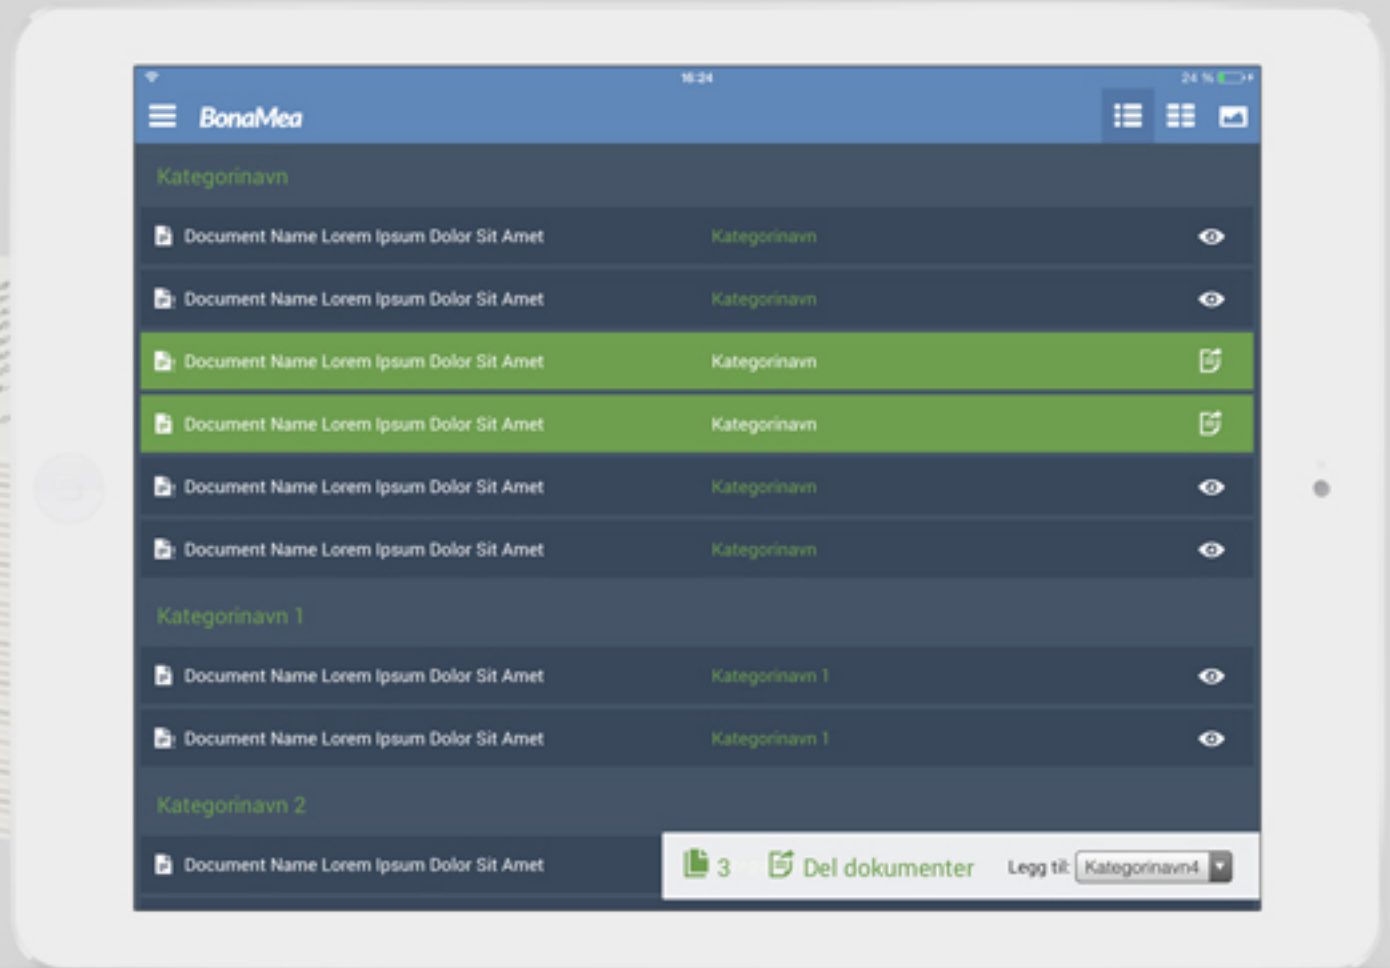 16:24
24 %
BonaMea
Kategorinavn
Document Name Lorem Ipsum Dolor Sit Amet Kategorinavn
Document Name Lorem Ipsum Dolor Sit Amet Kategorinavn
Document Name Lorem Ipsum Dolor Sit Amet Kategorinavn
Document Name Lorem Ipsum Dolor Sit Amet Kategorinavn
Document Name Lorem Ipsum Dolor Sit Amet Kategorinavn
Document Name Lorem Ipsum Dolor Sit Amet Kategorinavn
Kategorinavn 1
Document Name Lorem Ipsum Dolor Sit Amet Kategorinavn 1
Document Name Lorem Ipsum Dolor Sit Amet Kategorinavn 1
Kategorinavn 2
Document Name Lorem Ipsum Dolor Sit Amet
3 Del dokumenter Legg til: Kategorinavn4